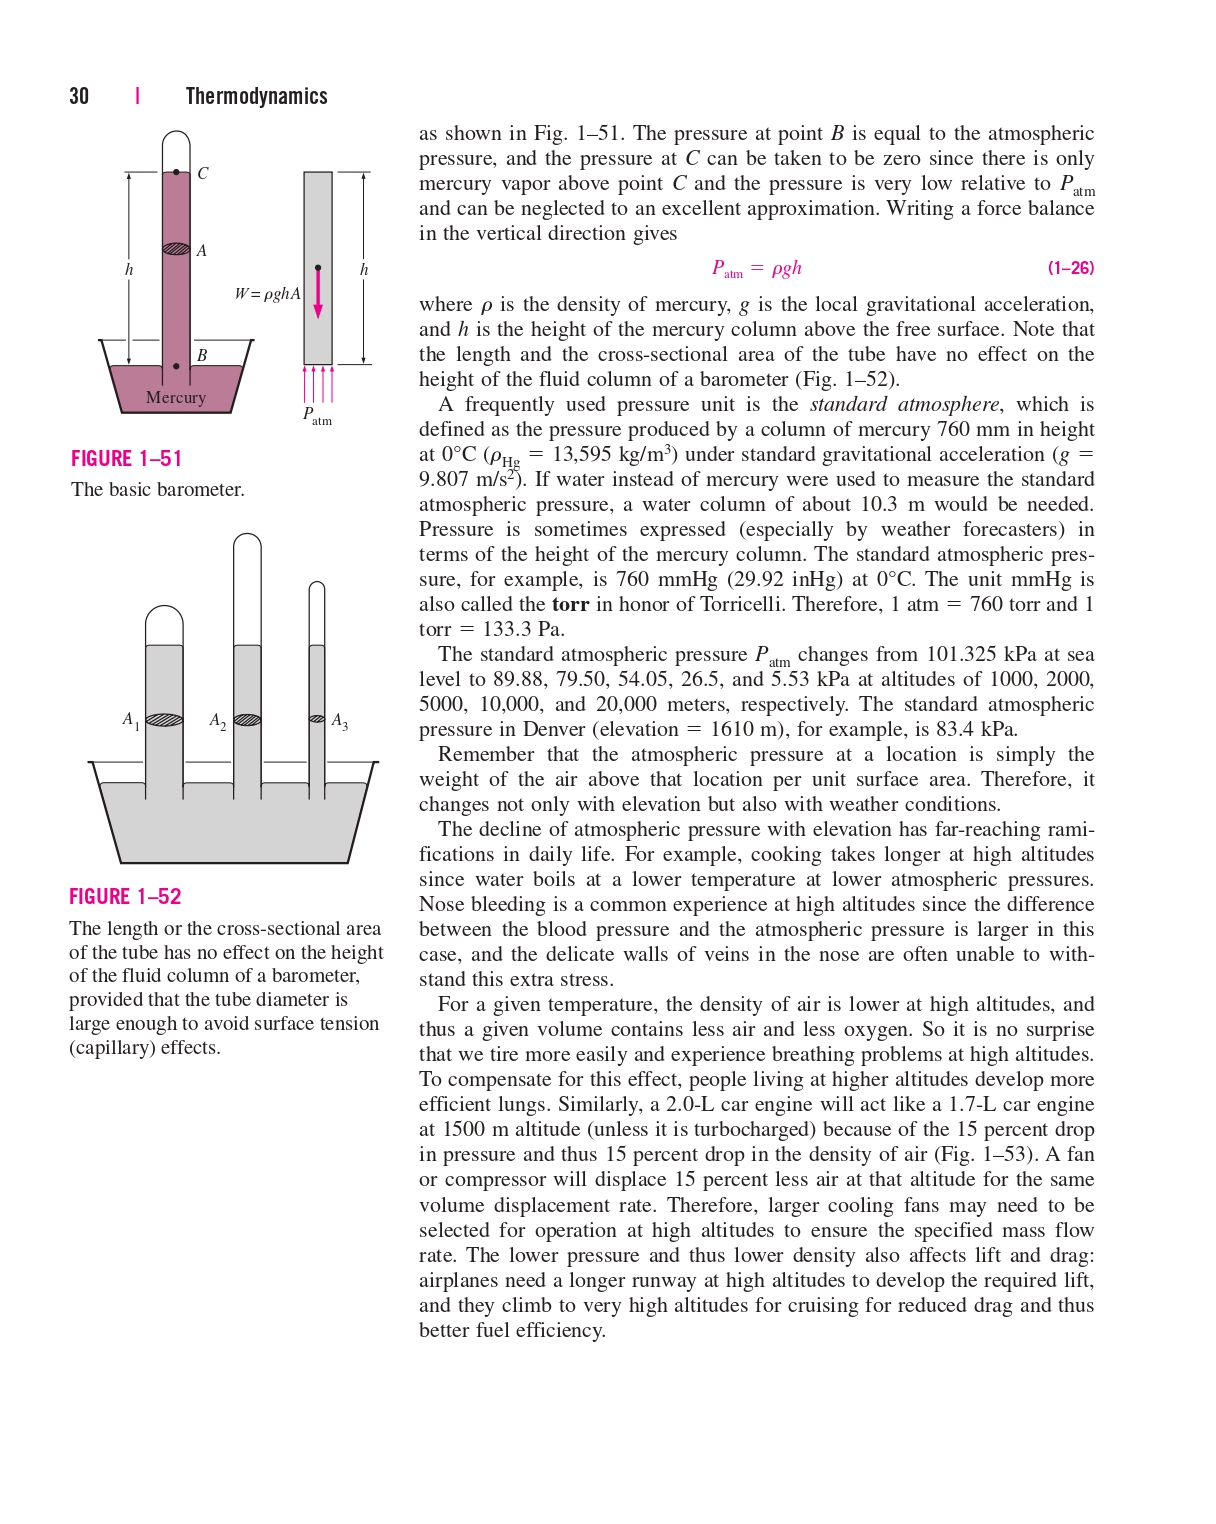 30 | Thermodynamics
C
A
h
h
W = ρghA
B
Mercury
Patm
FIGURE 1–51
The basic barometer.
A1
A2
A3
FIGURE 1–52
The length or the cross-sectional area
of the tube has no effect on the height
of the fluid column of a barometer,
provided that the tube diameter is
large enough to avoid surface tension
(capillary) effects.
as shown in Fig. 1–51. The pressure at point B is equal to the atmospheric
pressure, and the pressure at C can be taken to be zero since there is only
mercury vapor above point C and the pressure is very low relative to Patm
and can be neglected to an excellent approximation. Writing a force balance
in the vertical direction gives
Patm = ρgh (1–26)
where ρ is the density of mercury, g is the local gravitational acceleration,
and h is the height of the mercury column above the free surface. Note that
the length and the cross-sectional area of the tube have no effect on the
height of the fluid column of a barometer (Fig. 1–52).
A frequently used pressure unit is the standard atmosphere, which is
defined as the pressure produced by a column of mercury 760 mm in height
at 0°C (ρHg = 13,595 kg/m³) under standard gravitational acceleration (g =
9.807 m/s²). If water instead of mercury were used to measure the standard
atmospheric pressure, a water column of about 10.3 m would be needed.
Pressure is sometimes expressed (especially by weather forecasters) in
terms of the height of the mercury column. The standard atmospheric pres-
sure, for example, is 760 mmHg (29.92 inHg) at 0°C. The unit mmHg is
also called the torr in honor of Torricelli. Therefore, 1 atm = 760 torr and 1
torr = 133.3 Pa.
The standard atmospheric pressure Patm changes from 101.325 kPa at sea
level to 89.88, 79.50, 54.05, 26.5, and 5.53 kPa at altitudes of 1000, 2000,
5000, 10,000, and 20,000 meters, respectively. The standard atmospheric
pressure in Denver (elevation = 1610 m), for example, is 83.4 kPa.
Remember that the atmospheric pressure at a location is simply the
weight of the air above that location per unit surface area. Therefore, it
changes not only with elevation but also with weather conditions.
The decline of atmospheric pressure with elevation has far-reaching rami-
fications in daily life. For example, cooking takes longer at high altitudes
since water boils at a lower temperature at lower atmospheric pressures.
Nose bleeding is a common experience at high altitudes since the difference
between the blood pressure and the atmospheric pressure is larger in this
case, and the delicate walls of veins in the nose are often unable to with-
stand this extra stress.
For a given temperature, the density of air is lower at high altitudes, and
thus a given volume contains less air and less oxygen. So it is no surprise
that we tire more easily and experience breathing problems at high altitudes.
To compensate for this effect, people living at higher altitudes develop more
efficient lungs. Similarly, a 2.0-L car engine will act like a 1.7-L car engine
at 1500 m altitude (unless it is turbocharged) because of the 15 percent drop
in pressure and thus 15 percent drop in the density of air (Fig. 1–53). A fan
or compressor will displace 15 percent less air at that altitude for the same
volume displacement rate. Therefore, larger cooling fans may need to be
selected for operation at high altitudes to ensure the specified mass flow
rate. The lower pressure and thus lower density also affects lift and drag:
airplanes need a longer runway at high altitudes to develop the required lift,
and they climb to very high altitudes for cruising for reduced drag and thus
better fuel efficiency.